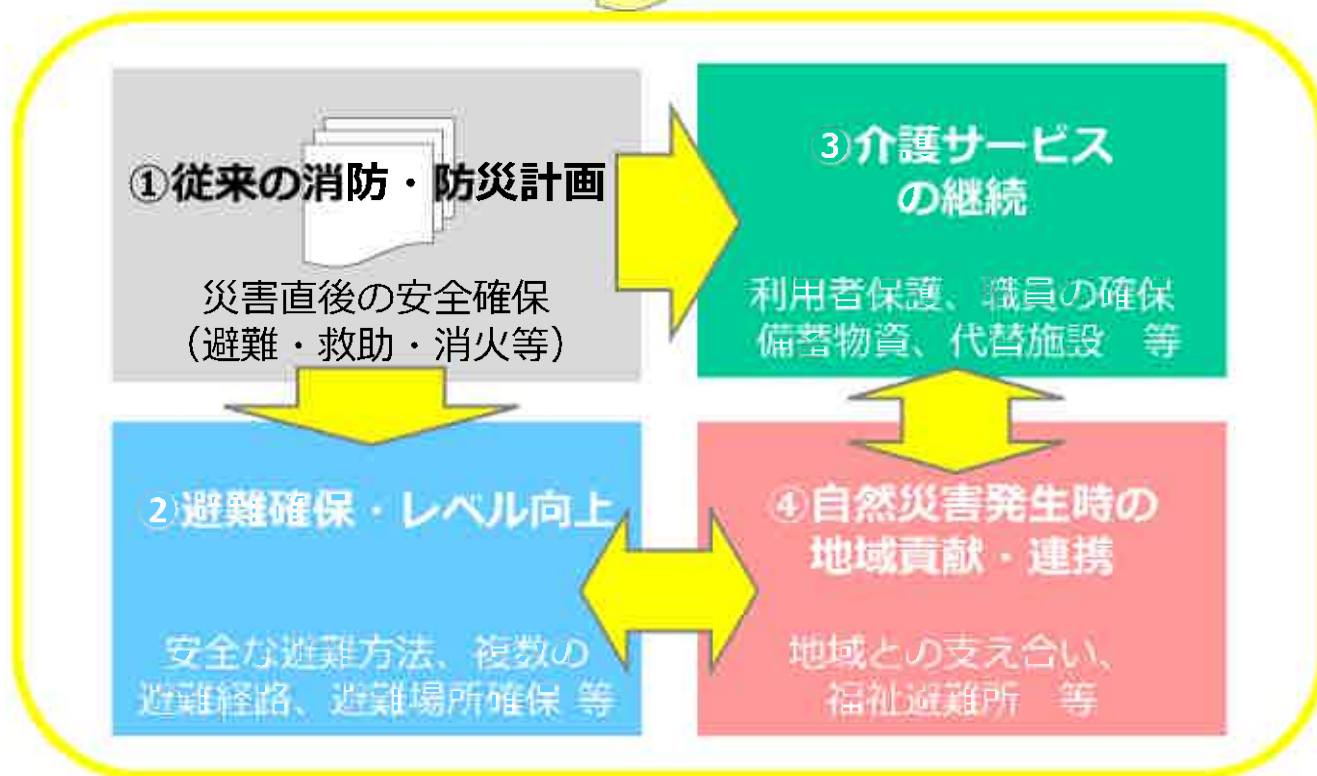 ①従来の消防・防災計画
災害直後の安全確保
（避難・救助・消火等）
②避難確保・レベル向上
安全な避難方法、複数の
避難経路、避難場所確保 等
③介護サービス
の継続
利用者保護、職員の確保
備蓄物資、代替施設　等
④自然災害発生時の
地域貢献・連携
地域との支え合い、
福祉避難所　等